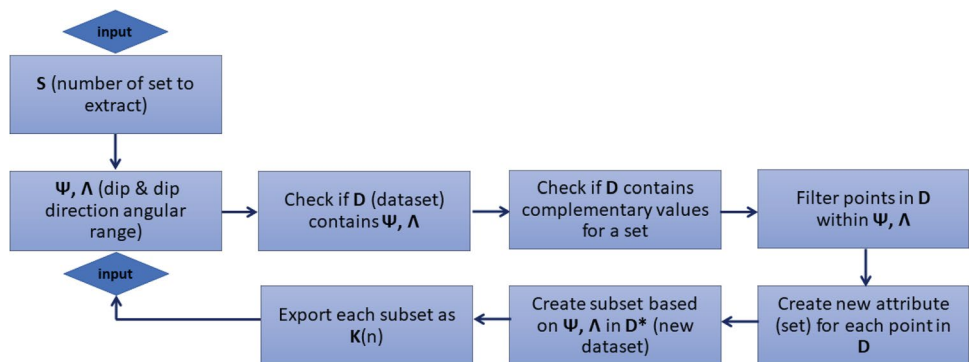 input
S (number of set to
extract)
Ψ, Λ (dip & dip
direction angular
range)
Check if D (dataset)
contains Ψ, Λ
Check if D contains
complementary values
for a set
Filter points in D
within Ψ, Λ
Create new attribute
(set) for each point in
D
Create subset based
on Ψ, Λ in D* (new
dataset)
Export each subset as
K(n)
input